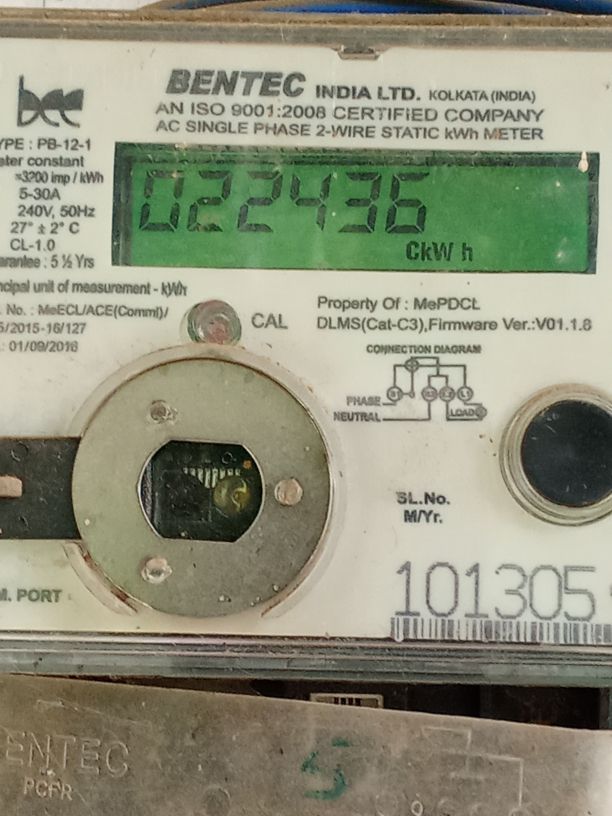 bee
BENTEC INDIA LTD. KOLKATA (INDIA)
AN ISO 9001:2008 CERTIFIED COMPANY
AC SINGLE PHASE 2-WIRE STATIC kWh METER
YPE : PB-12-1
eter constant
=3200 imp / kWh
5-30A
240V, 50Hz
27° ± 2° C
CL-1.0
arantee : 5 ½ Yrs
022436
CkW h
ncipal unit of measurement - kWh
. No. : MeECL/ACE(Comml)/
5/2015-16/127
.: 01/09/2016
CAL
Property Of : MePDCL
DLMS(Cat-C3),Firmware Ver.:V01.1.6
CONNECTION DIAGRAM
PHASE
NEUTRAL
LOAD
SL.No.
M/Yr.
M. PORT
101305
ENTEC
PCFR
5